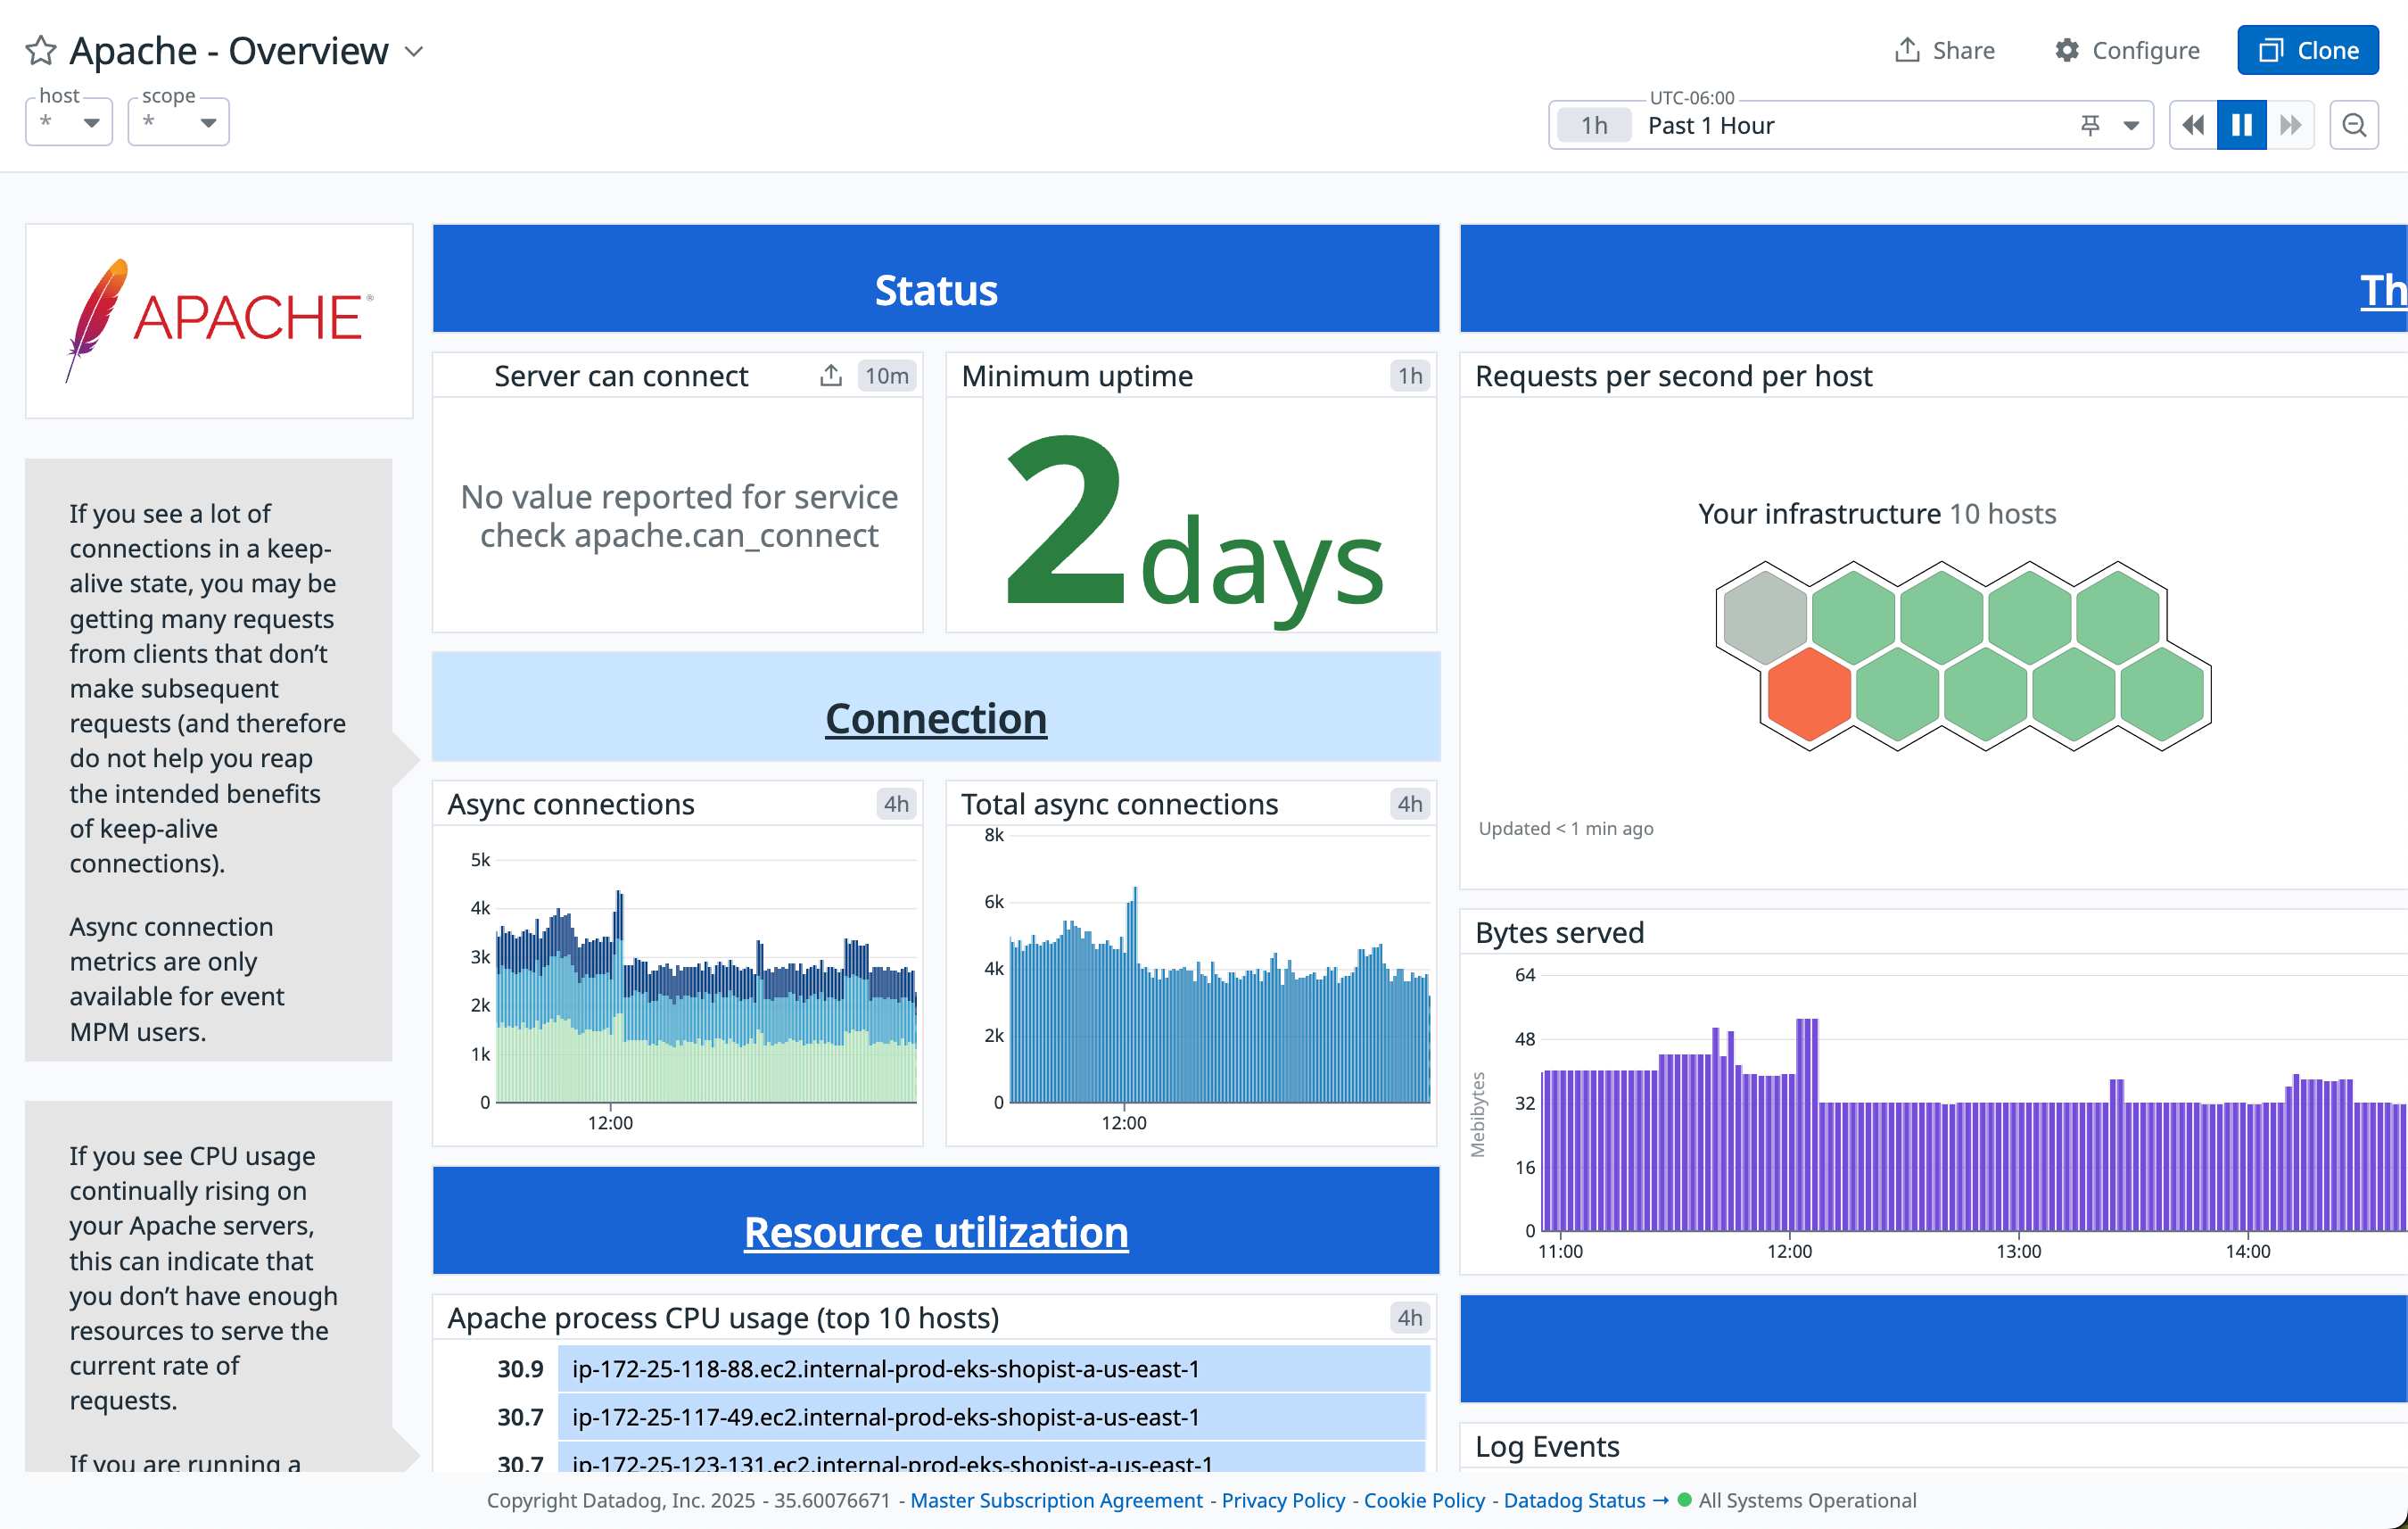 Apache - Overview
Share
Configure
Clone
host
*
scope
*
UTC-06:00
1h
Past 1 Hour
APACHE®
If you see a lot of
connections in a keep-
alive state, you may be
getting many requests
from clients that don’t
make subsequent
requests (and therefore
do not help you reap
the intended benefits
of keep-alive
connections).
Async connection
metrics are only
available for event
MPM users.
If you see CPU usage
continually rising on
your Apache servers,
this can indicate that
you don’t have enough
resources to serve the
current rate of
requests.
If you are running a
Status
Server can connect
10m
No value reported for service
check apache.can_connect
Minimum uptime
1h
2 days
Connection
Async connections
4h
5k
4k
3k
2k
1k
0
12:00
Total async connections
4h
8k
6k
4k
2k
0
12:00
Resource utilization
Apache process CPU usage (top 10 hosts)
4h
30.9 ip-172-25-118-88.ec2.internal-prod-eks-shopist-a-us-east-1
30.7 ip-172-25-117-49.ec2.internal-prod-eks-shopist-a-us-east-1
30.7 ip-172-25-123-131.ec2.internal-prod-eks-shopist-a-us-east-1
Th
Requests per second per host
Your infrastructure 10 hosts
Updated < 1 min ago
Bytes served
Mebibytes
64
48
32
16
0
11:00 12:00 13:00 14:00
Log Events
Copyright Datadog, Inc. 2025 - 35.60076671 - Master Subscription Agreement - Privacy Policy - Cookie Policy - Datadog Status → All Systems Operational